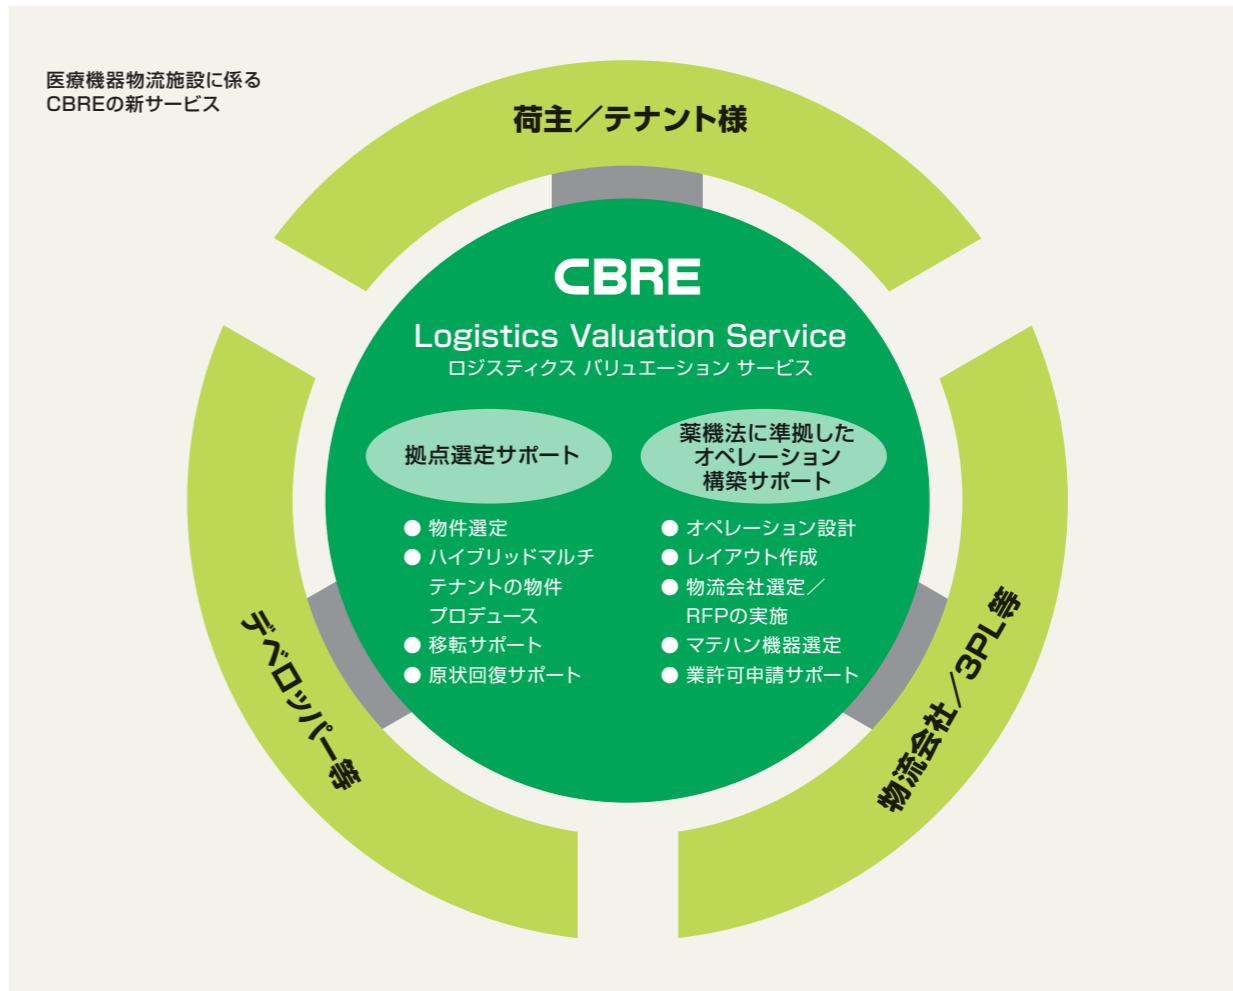 医療機器物流施設に係る
CBREの新サービス
荷主／テナント様
CBRE
Logistics Valuation Service
ロジスティクス バリュエーション サービス
拠点選定サポート
● 物件選定
● ハイブリッドマルチ
テナントの物件
プロデュース
● 移転サポート
● 原状回復サポート
薬機法に準拠した
オペレーション
構築サポート
● オペレーション設計
● レイアウト作成
● 物流会社選定／
RFPの実施
● マテハン機器選定
● 業許可申請サポート
デベロッパー等
物流会社／3PL等